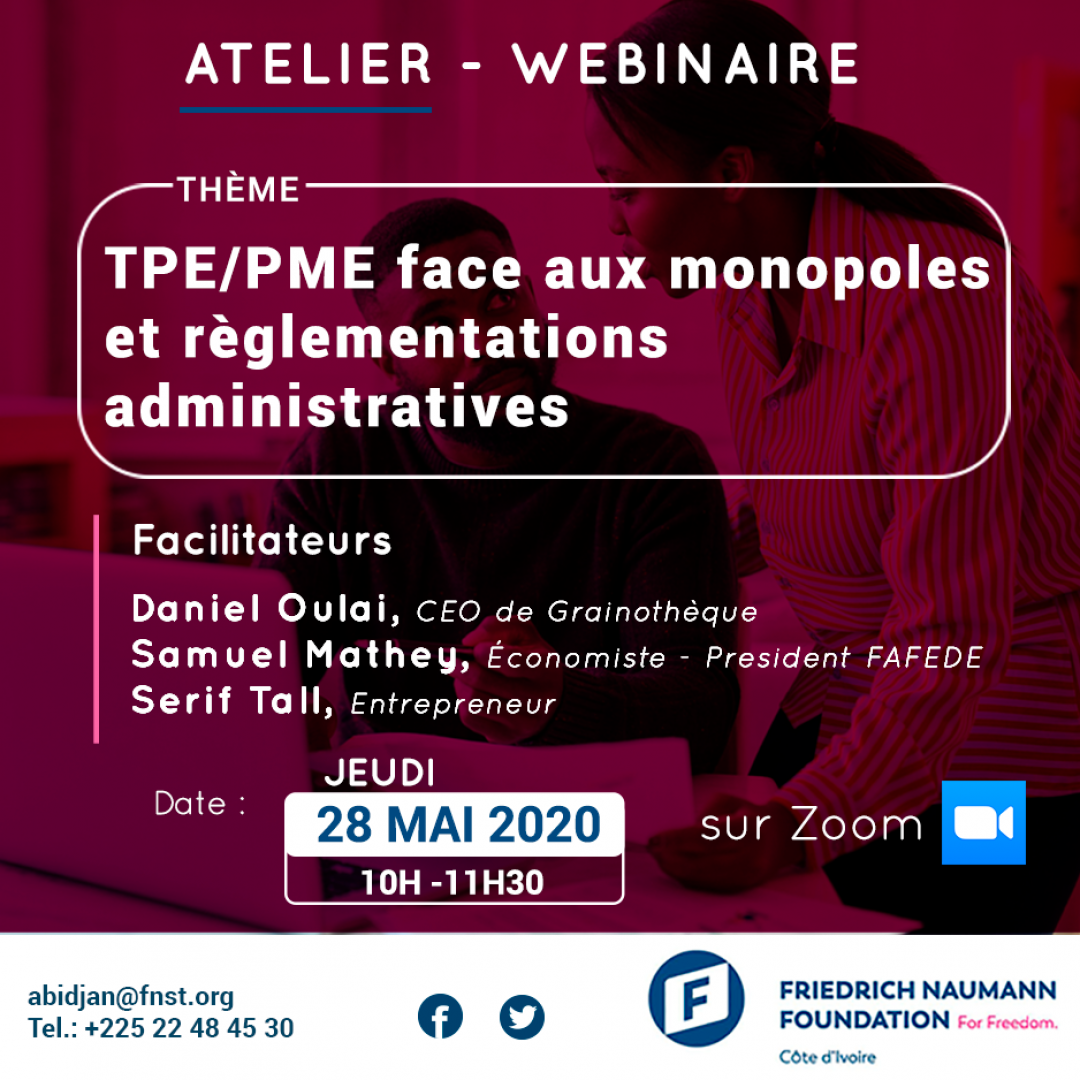 ATELIER - WEBINAIRE
THÈME
TPE/PME face aux monopoles
et règlementations
administratives
Facilitateurs
Daniel Oulai, CEO de Grainothèque
Samuel Mathey, Économiste - President FAFEDE
Serif Tall, Entrepreneur
Date :
JEUDI
28 MAI 2020
10H -11H30
sur Zoom
abidjan@fnst.org
Tel.: +225 22 48 45 30
F
FRIEDRICH NAUMANN
FOUNDATION For Freedom.
Côte d'Ivoire